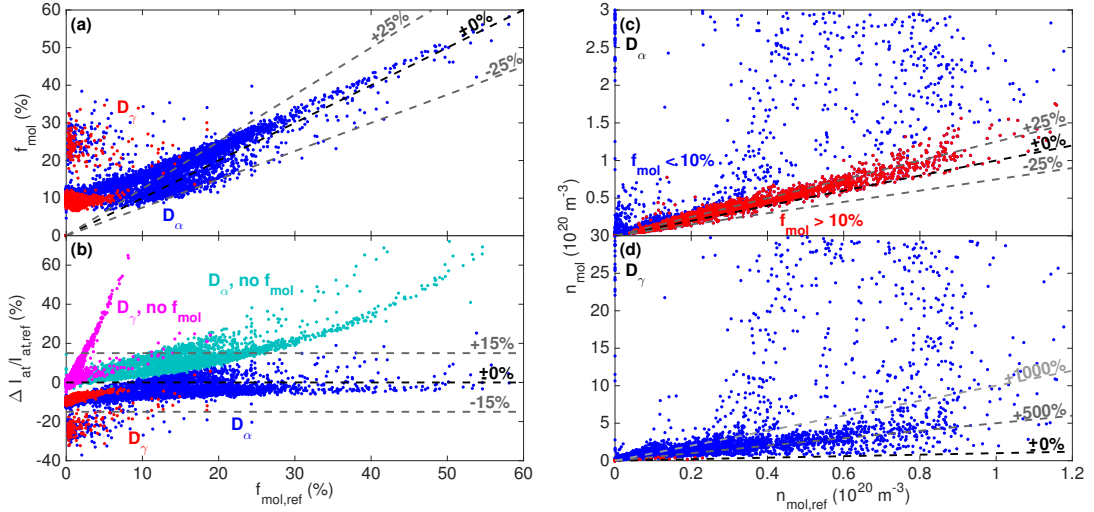 (a)
+25%
±0%
-25%
D_γ
D_α
f_mol (%)
60
50
40
30
20
10
0
(b)
D_α, no f_mol
D_γ, no f_mol
+15%
±0%
-15%
D_γ
D_α
Δ I_at/I_at,ref (%)
60
40
20
0
-20
-40
0 10 20 30 40 50 60
f_mol,ref (%)
(c)
D_α
f_mol < 10%
f_mol > 10%
+25%
±0%
-25%
3
2.5
2
1.5
1
0.5
0
(d)
D_γ
+1000%
+500%
±0%
n_mol (10^20 m^-3)
30
25
20
15
10
5
0
0 0.2 0.4 0.6 0.8 1 1.2
n_mol,ref (10^20 m^-3)